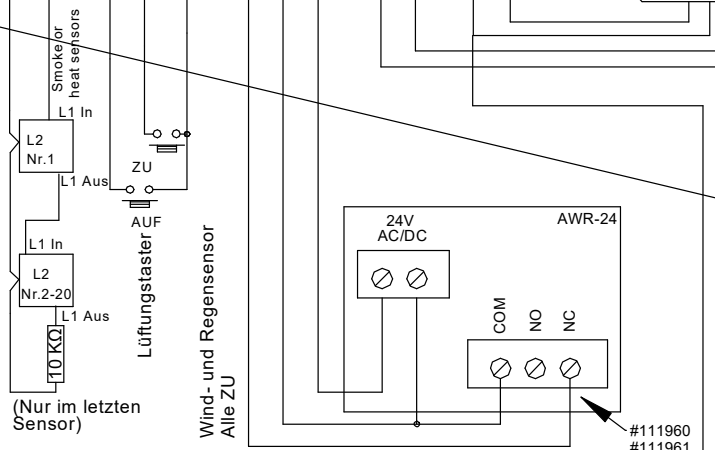 Smoke or
heat sensors
L1 In
L2
Nr.1
L1 Aus
L1 In
L2
Nr.2-20
L1 Aus
10 KΩ
(Nur im letzten
Sensor)
ZU
AUF
Lüftungstaster
Wind- und Regensensor
Alle ZU
24V
AC/DC
AWR-24
COM
NO
NC
#111960
#111961